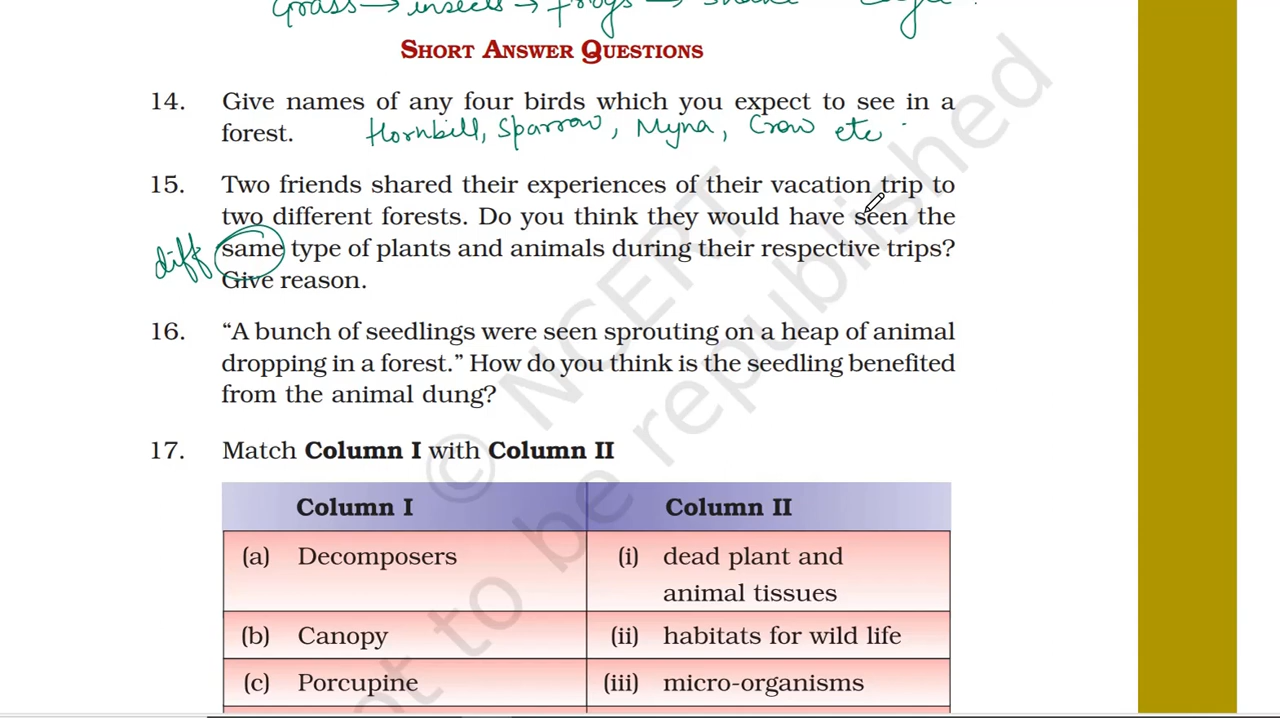 Grass → insects → frogs →
SHORT ANSWER QUESTIONS
14. Give names of any four birds which you expect to see in a
forest. Hornbill, Sparrow, Myna, Crow etc.
15. Two friends shared their experiences of their vacation trip to
two different forests. Do you think they would have seen the
diff same type of plants and animals during their respective trips?
Give reason.
16. “A bunch of seedlings were seen sprouting on a heap of animal
dropping in a forest.” How do you think is the seedling benefited
from the animal dung?
17. Match Column I with Column II
Column I Column II
(a) Decomposers (i) dead plant and
animal tissues
(b) Canopy (ii) habitats for wild life
(c) Porcupine (iii) micro-organisms
© NCERT
not to be republished